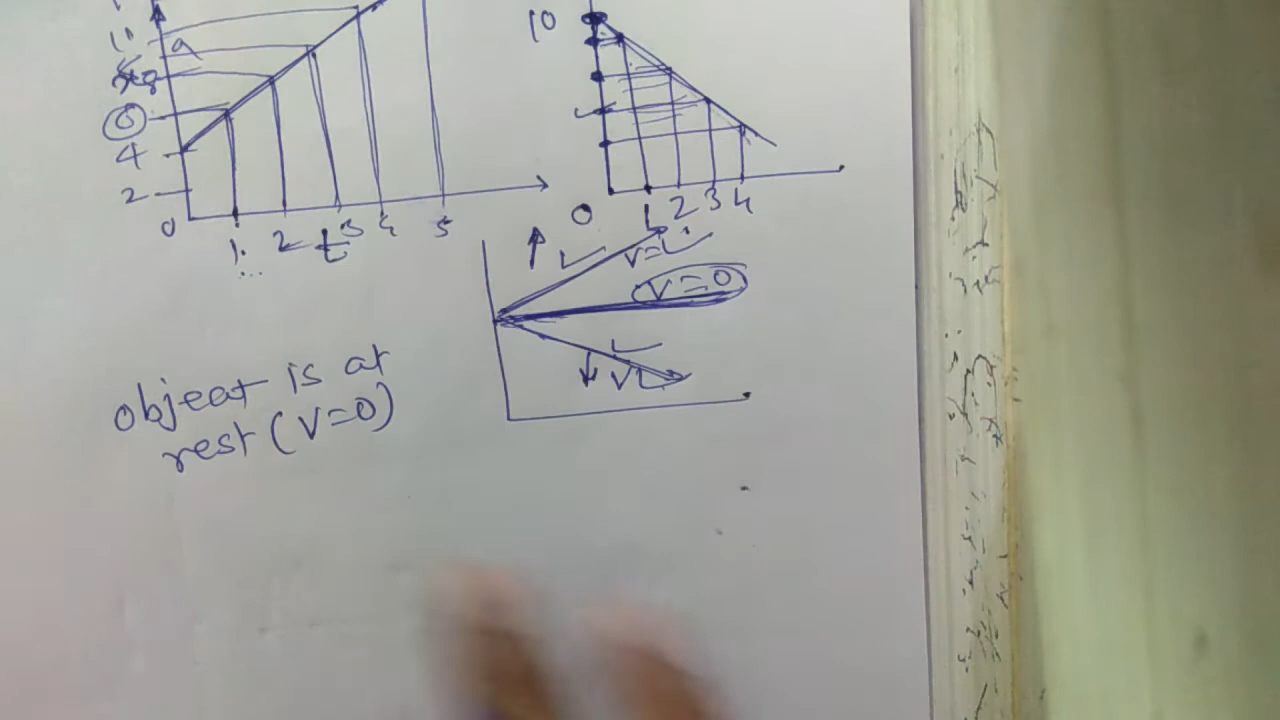 10
a
6
4
2
0
1 2 t 3 4 5
0 1 2 3 4
V=L
V=0
V
object is at
rest (V=0)